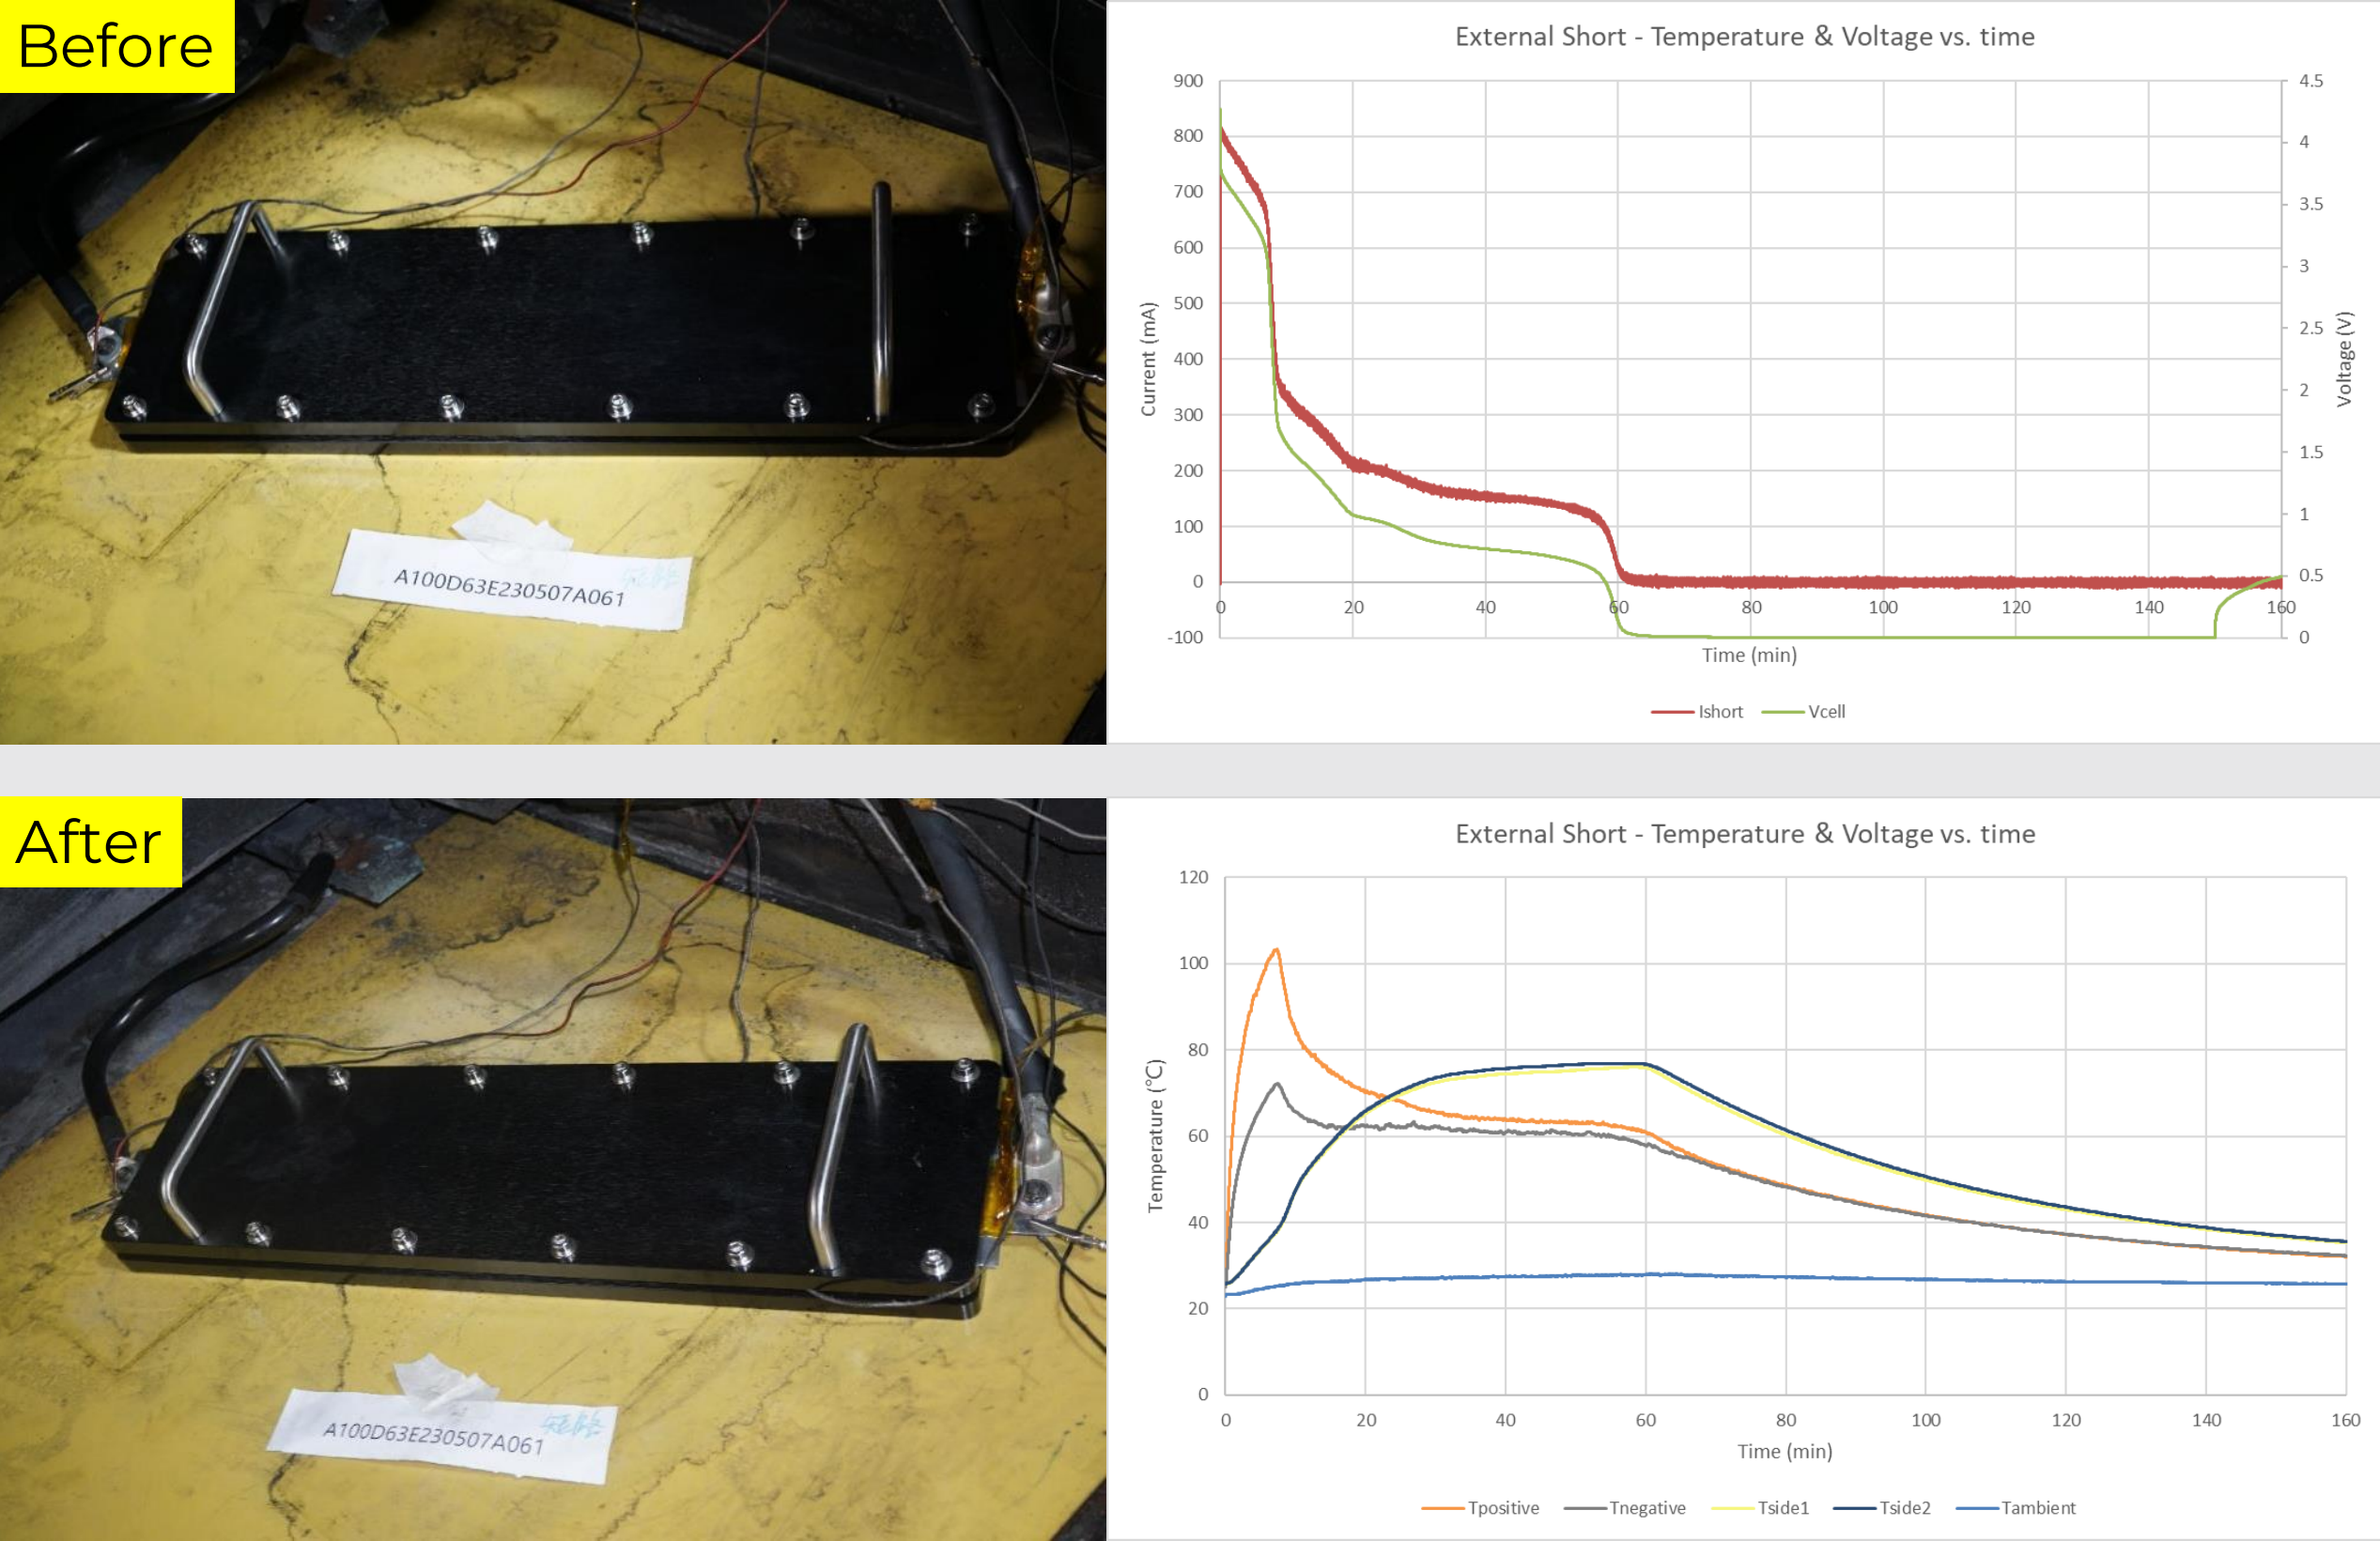 Before
A100D63E230507A061
External Short - Temperature & Voltage vs. time
900
800
700
600
500
400
300
200
100
0
-100
Current (mA)
4.5
4
3.5
3
2.5
2
1.5
1
0.5
0
Voltage (V)
0 20 40 60 80 100 120 140 160
Time (min)
Ishort Vcell
After
A100D63E230507A061
External Short - Temperature & Voltage vs. time
120
100
80
60
40
20
0
Temperature (°C)
0 20 40 60 80 100 120 140 160
Time (min)
Tpositive Tnegative Tside1 Tside2 Tambient